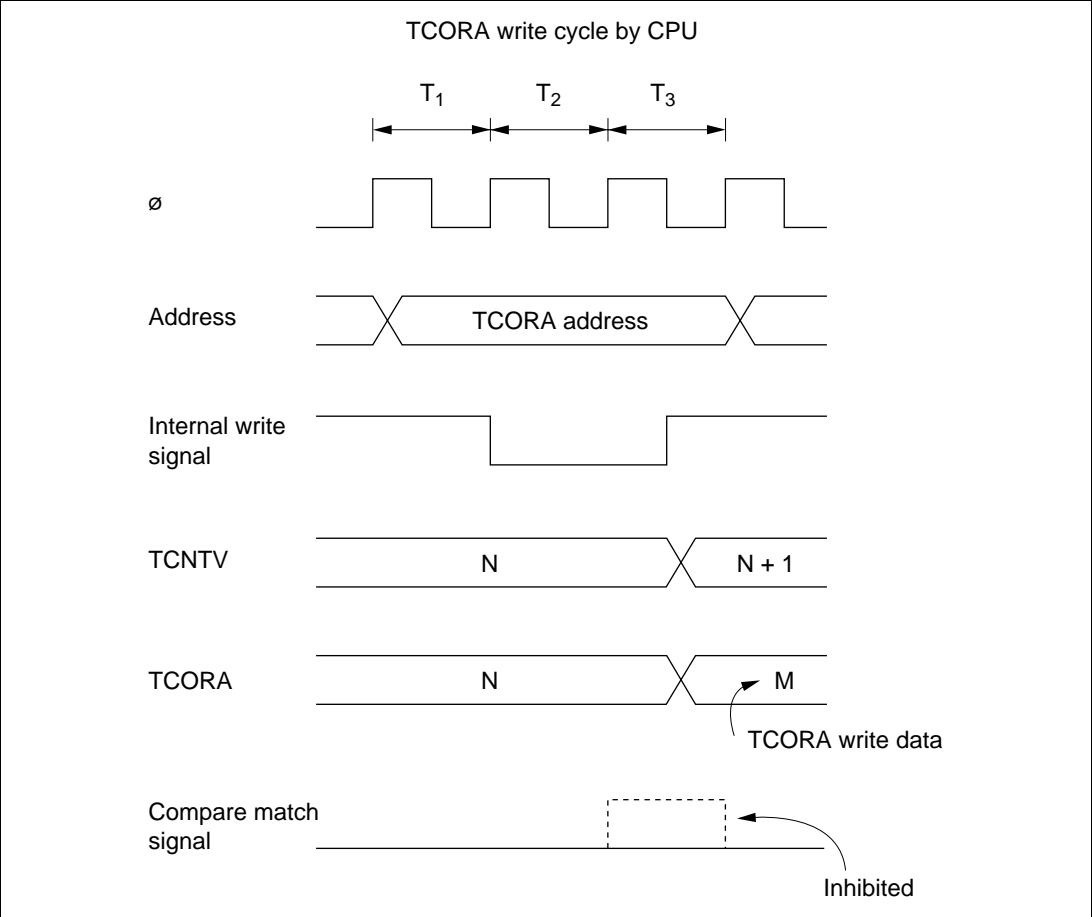 TCORA write cycle by CPU
T1 T2 T3
ø
Address
TCORA address
Internal write
signal
TCNTV
N
N + 1
TCORA
N
M
TCORA write data
Compare match
signal
Inhibited